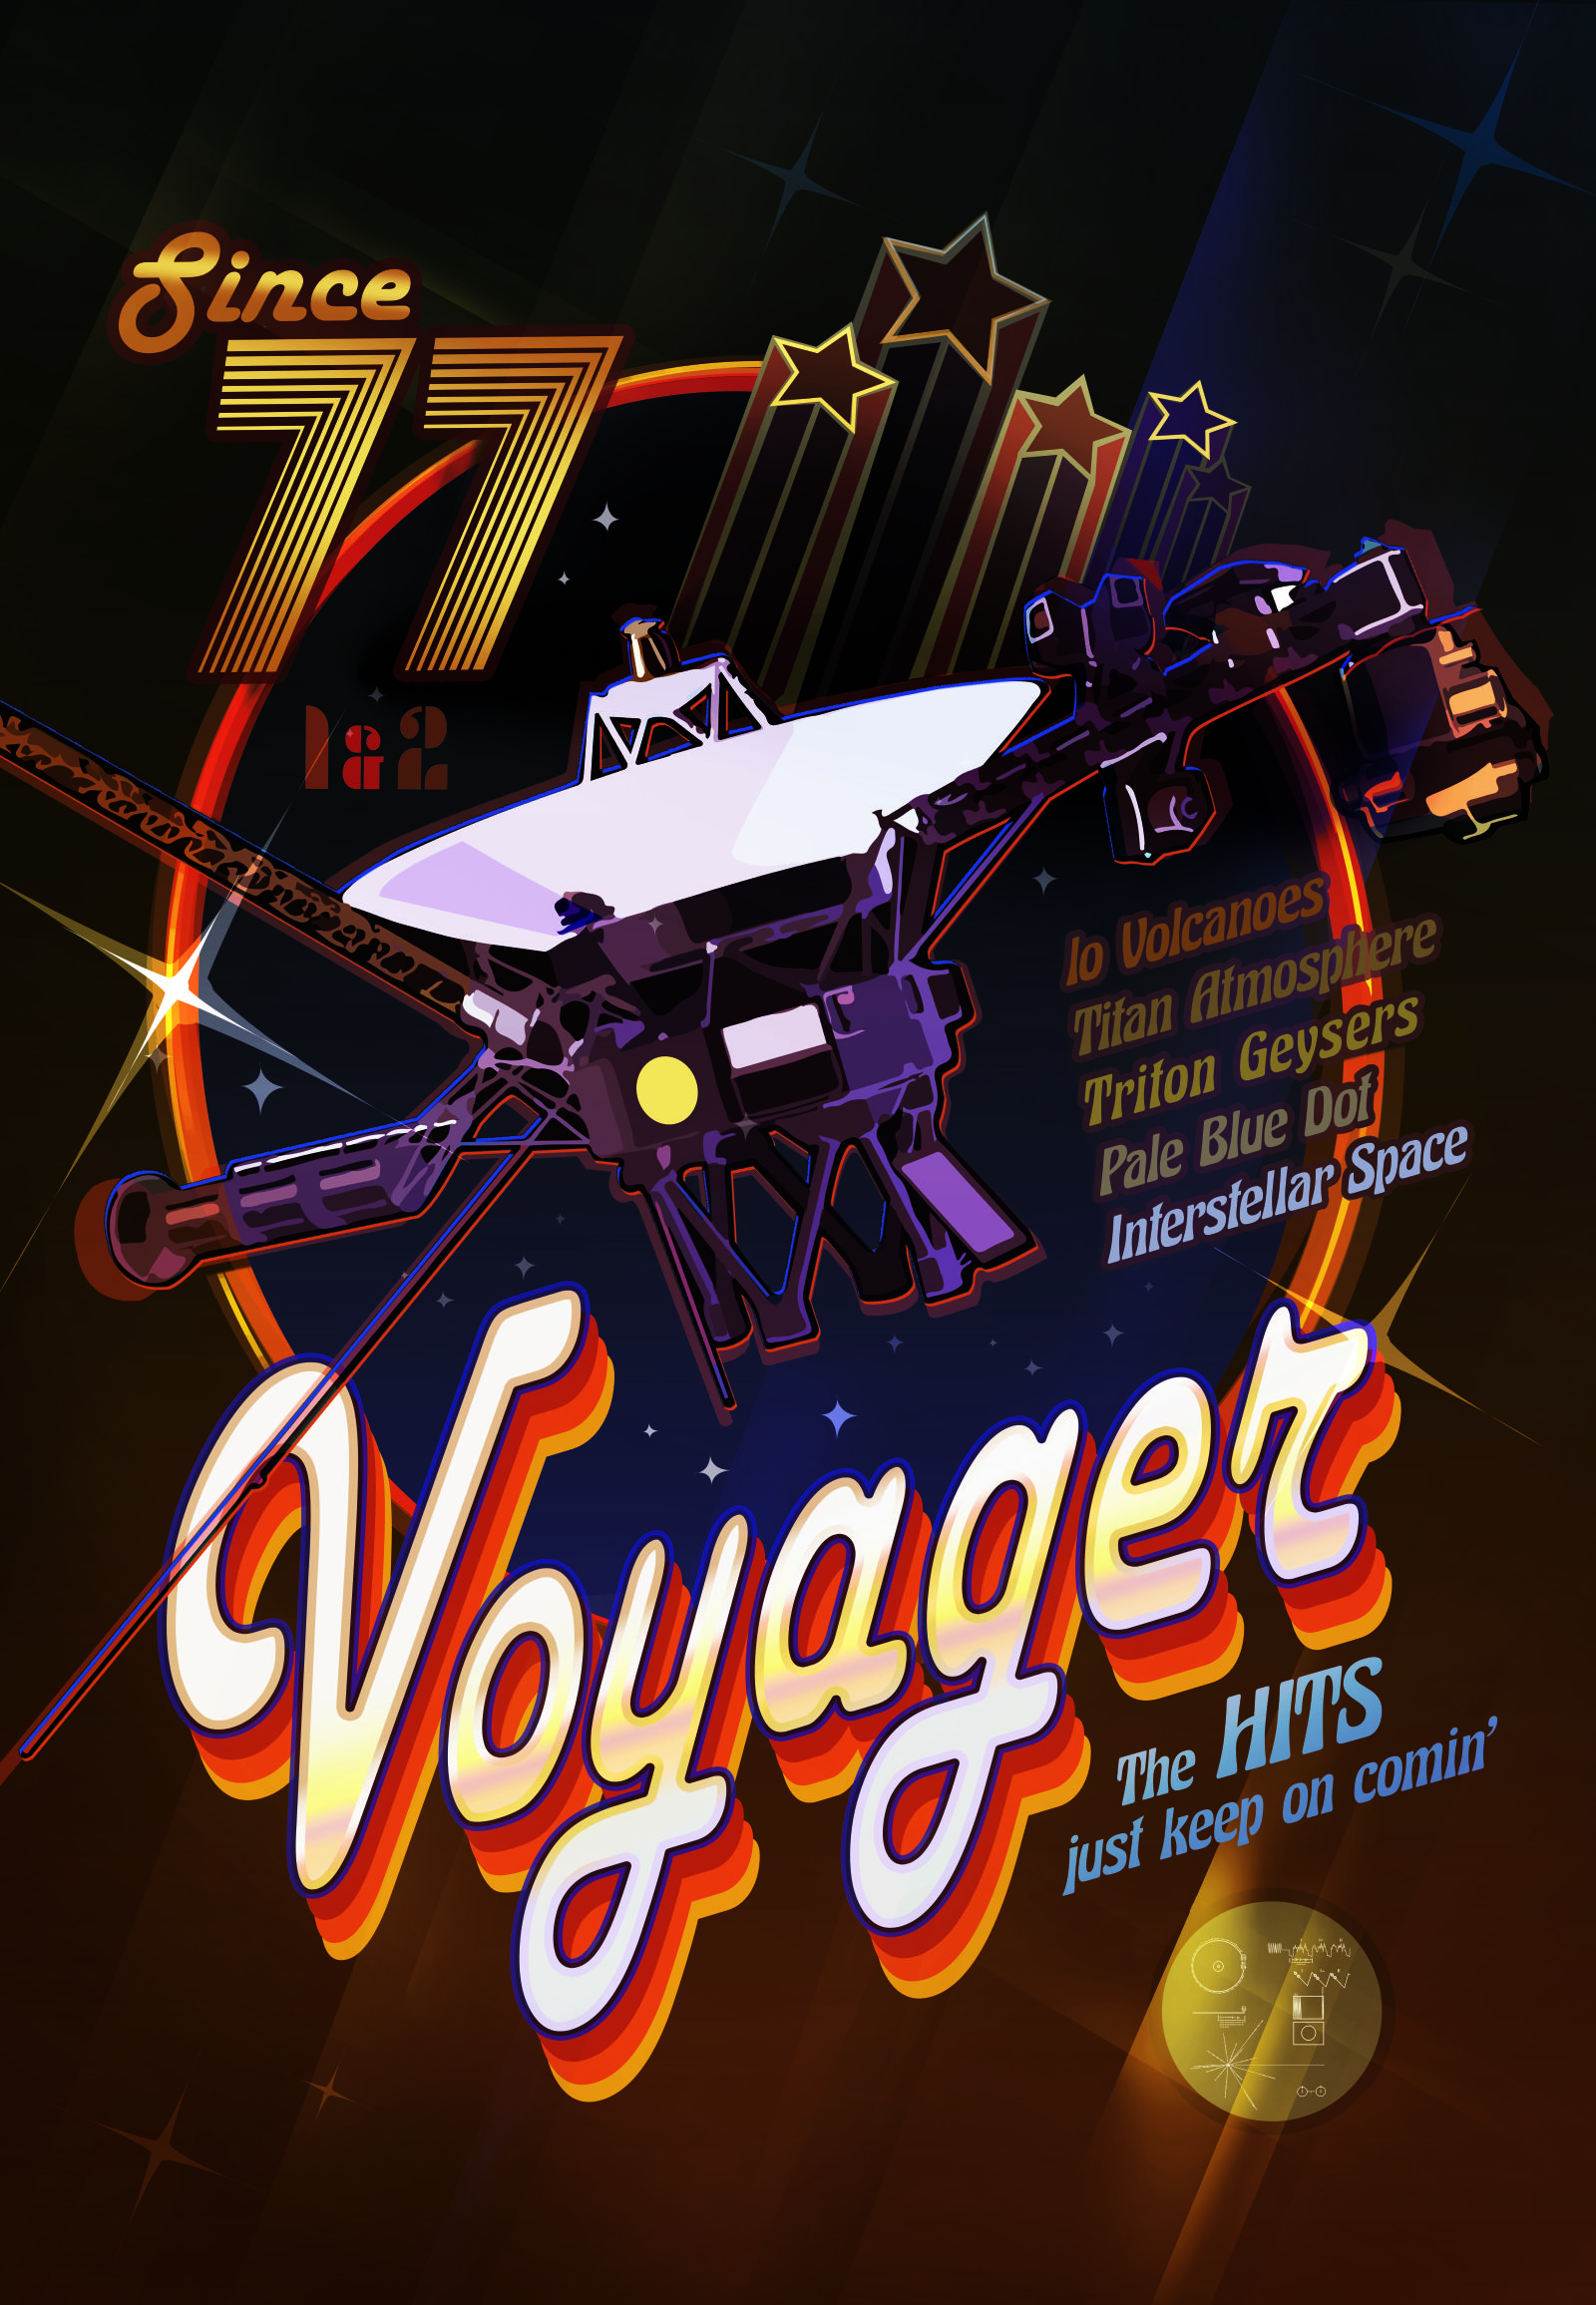 Since
77
1&2
Io Volcanoes
Titan Atmosphere
Triton Geysers
Pale Blue Dot
Interstellar Space
Voyager
The HITS
just keep on comin'